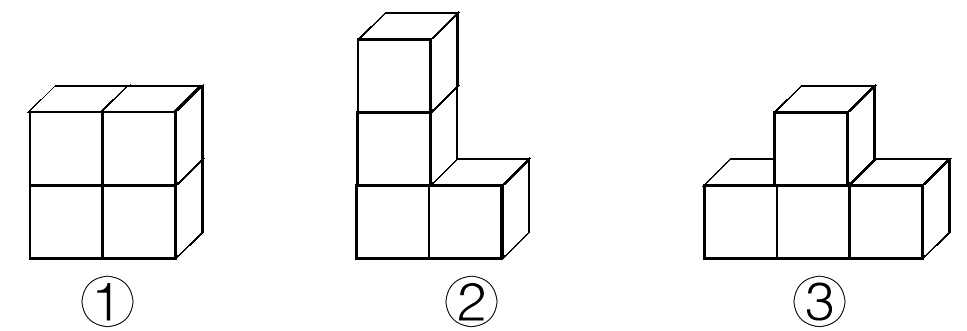 ① ② ③